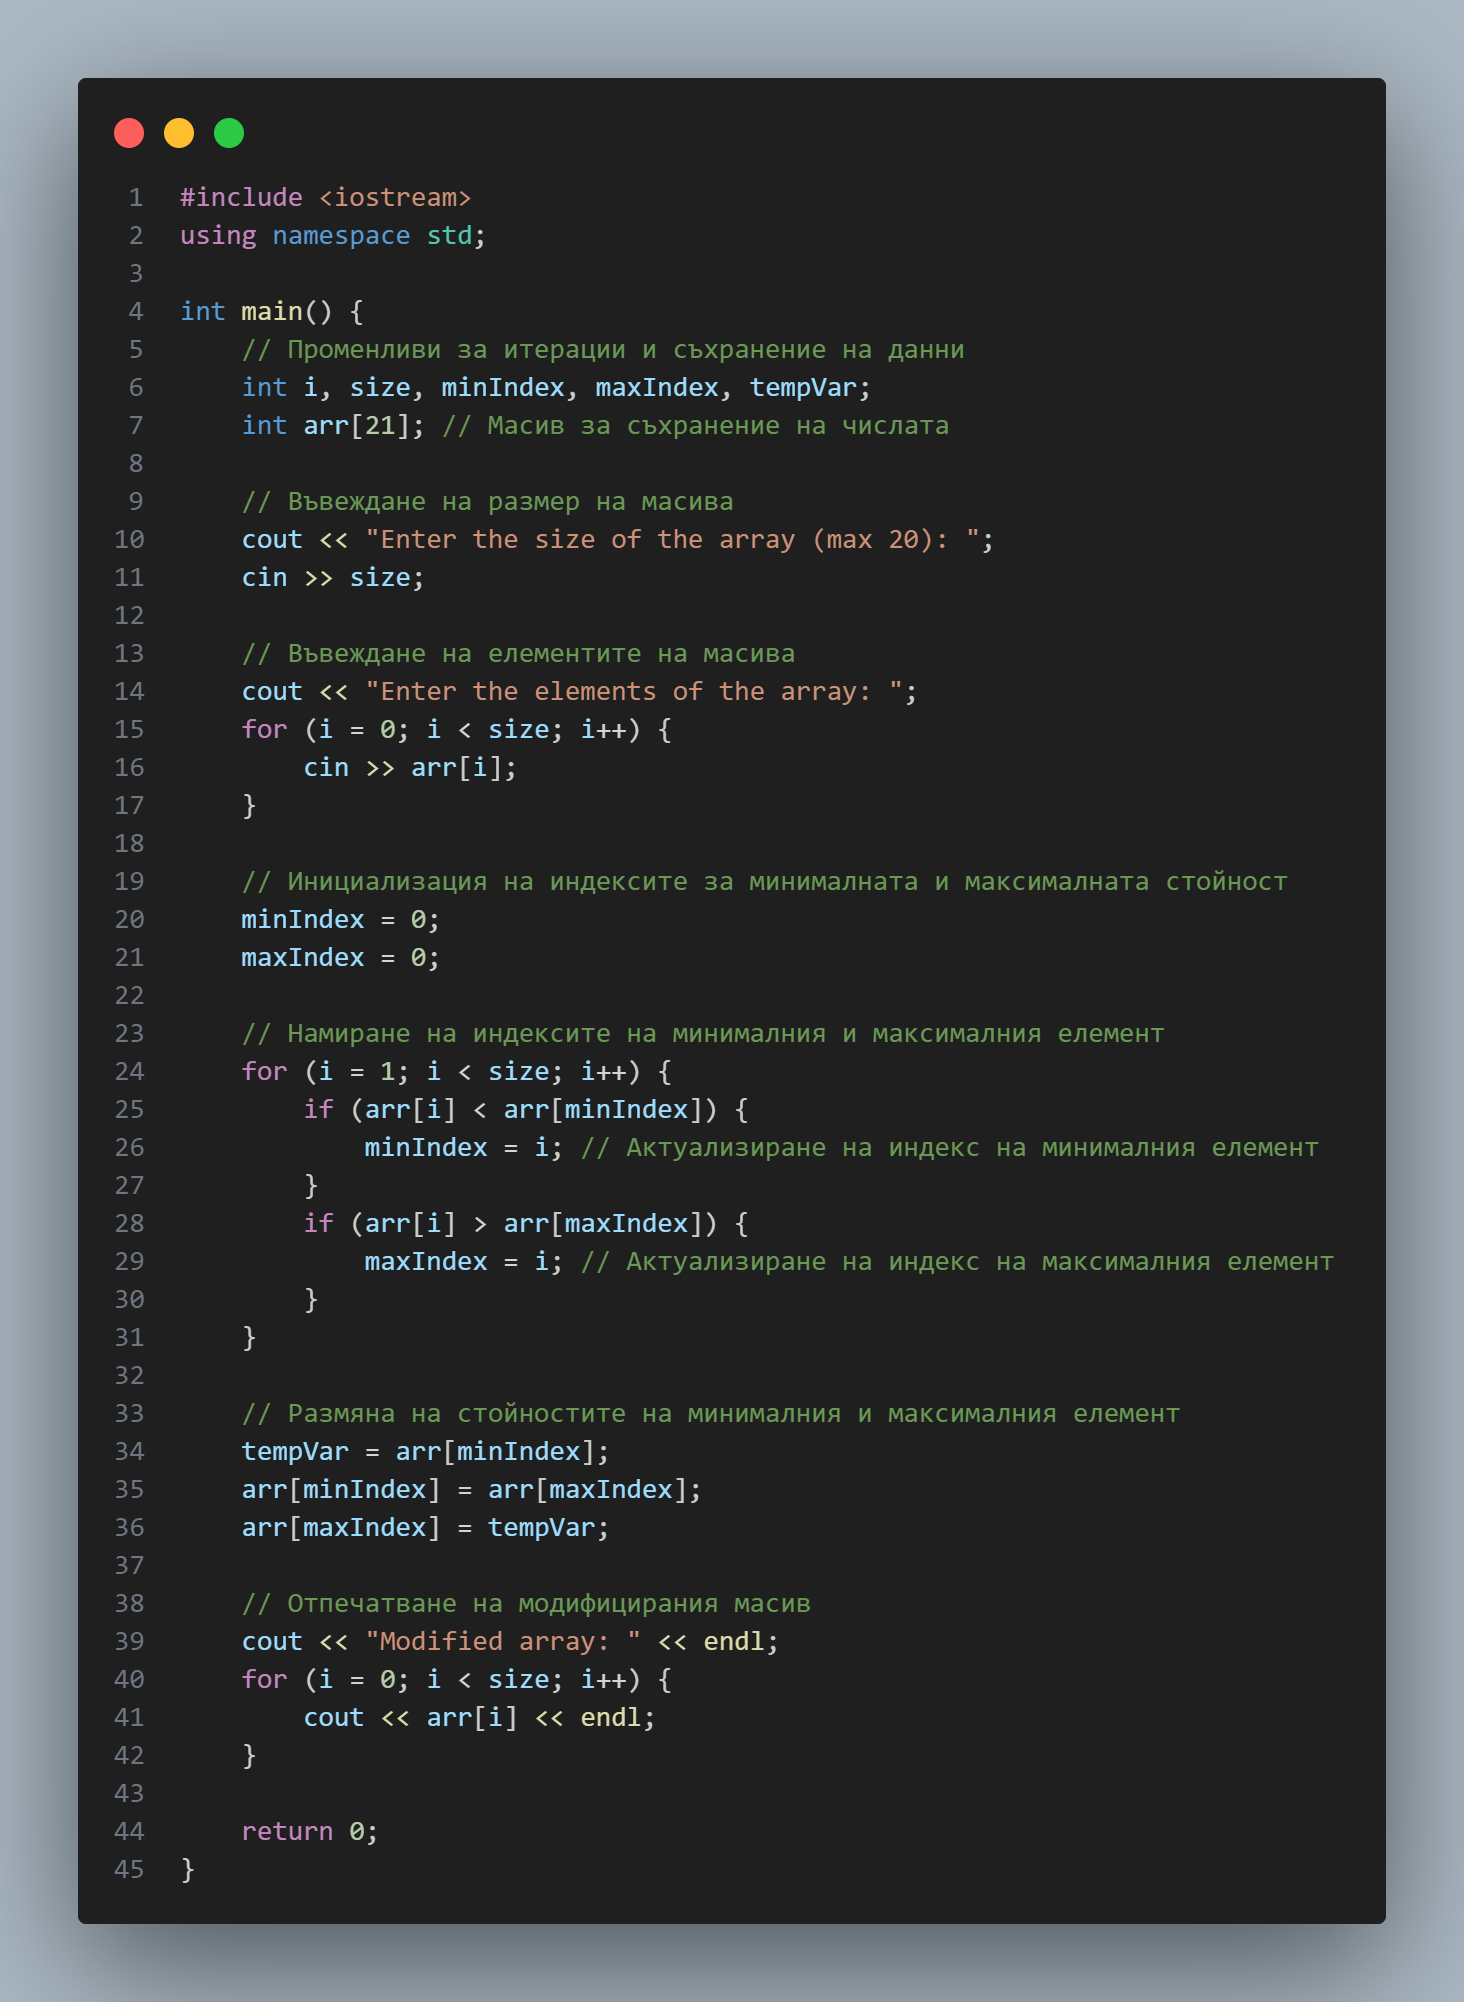 1 #include <iostream>
2 using namespace std;
3
4 int main() {
5     // Променливи за итерации и съхранение на данни
6     int i, size, minIndex, maxIndex, tempVar;
7     int arr[21]; // Масив за съхранение на числата
8
9     // Въвеждане на размер на масива
10     cout << "Enter the size of the array (max 20): ";
11     cin >> size;
12
13     // Въвеждане на елементите на масива
14     cout << "Enter the elements of the array: ";
15     for (i = 0; i < size; i++) {
16         cin >> arr[i];
17     }
18
19     // Инициализация на индексите за минималната и максималната стойност
20     minIndex = 0;
21     maxIndex = 0;
22
23     // Намиране на индексите на минималния и максималния елемент
24     for (i = 1; i < size; i++) {
25         if (arr[i] < arr[minIndex]) {
26             minIndex = i; // Актуализиране на индекс на минималния елемент
27         }
28         if (arr[i] > arr[maxIndex]) {
29             maxIndex = i; // Актуализиране на индекс на максималния елемент
30         }
31     }
32
33     // Размяна на стойностите на минималния и максималния елемент
34     tempVar = arr[minIndex];
35     arr[minIndex] = arr[maxIndex];
36     arr[maxIndex] = tempVar;
37
38     // Отпечатване на модифицирания масив
39     cout << "Modified array: " << endl;
40     for (i = 0; i < size; i++) {
41         cout << arr[i] << endl;
42     }
43
44     return 0;
45 }